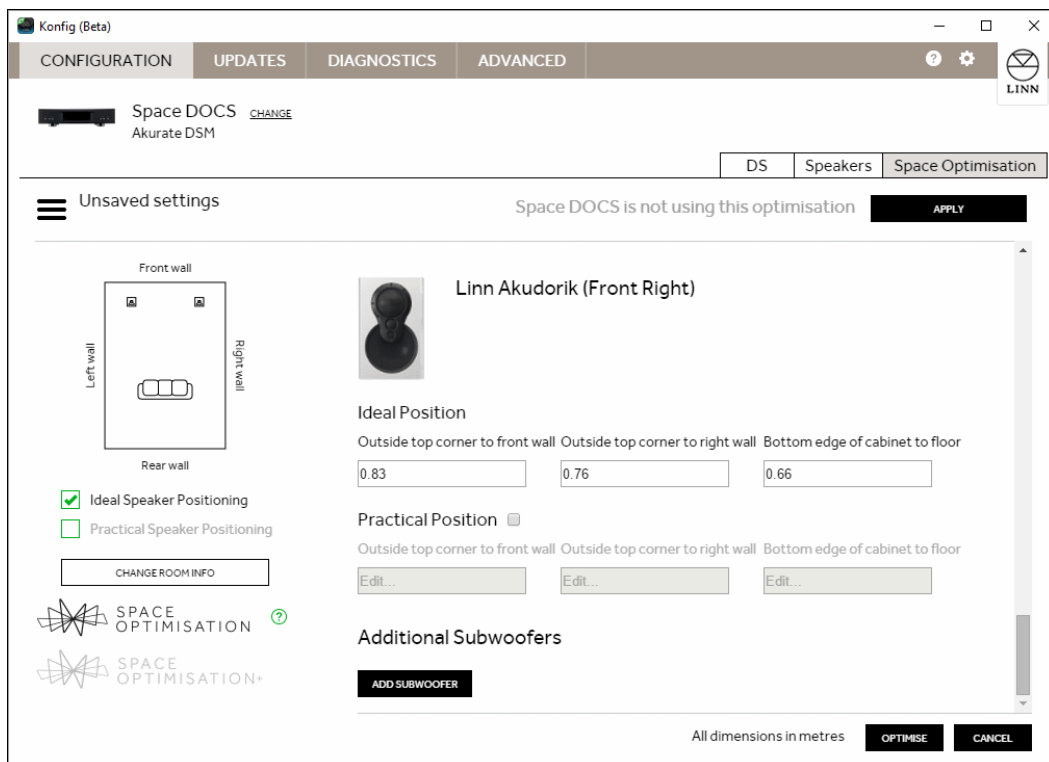 Konfig (Beta)
CONFIGURATION UPDATES DIAGNOSTICS ADVANCED ?
LINN
Space DOCS CHANGE
Akurate DSM
DS Speakers Space Optimisation
Unsaved settings Space DOCS is not using this optimisation APPLY
Front wall
Left wall
Right wall
Rear wall
Ideal Speaker Positioning
Practical Speaker Positioning
CHANGE ROOM INFO
SPACE
OPTIMISATION ?
SPACE
OPTIMISATION+
Linn Akudorik (Front Right)
Ideal Position
Outside top corner to front wall Outside top corner to right wall Bottom edge of cabinet to floor
0.83 0.76 0.66
Practical Position
Outside top corner to front wall Outside top corner to right wall Bottom edge of cabinet to floor
Edit... Edit... Edit...
Additional Subwoofers
ADD SUBWOOFER
All dimensions in metres OPTIMISE CANCEL